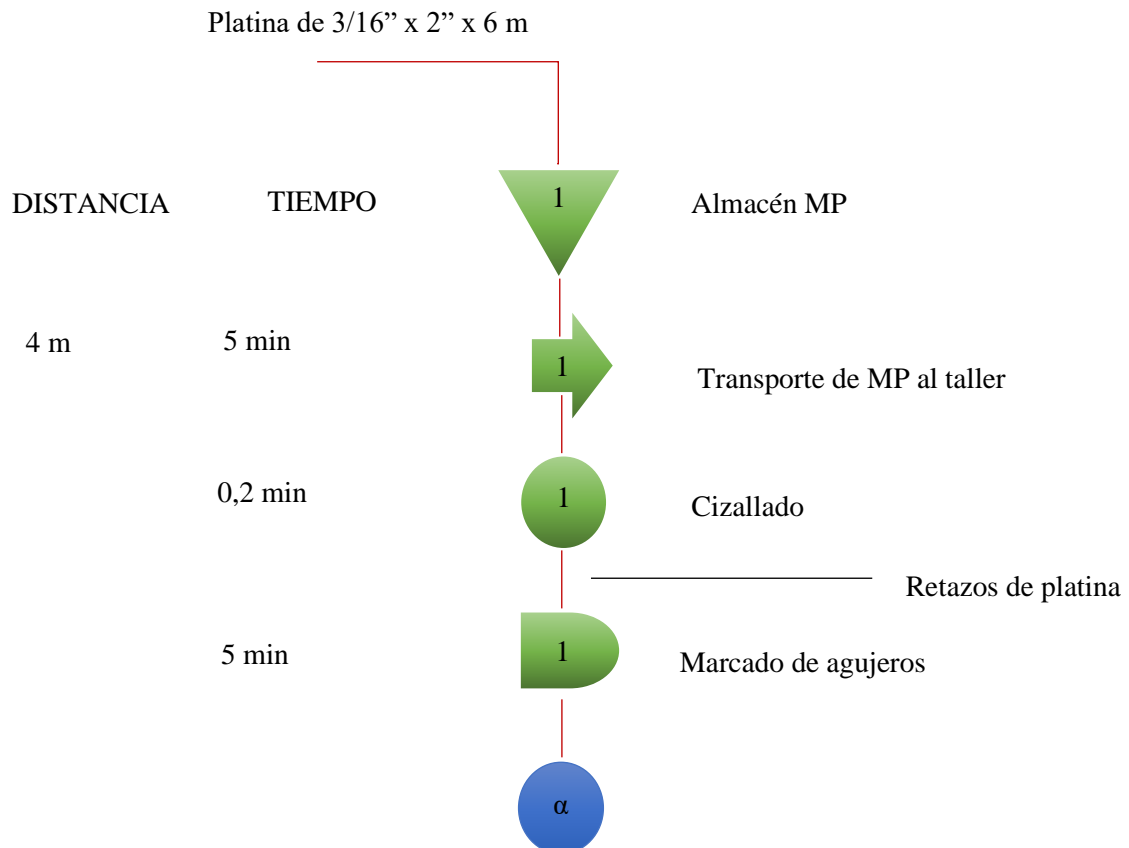 Platina de 3/16” x 2” x 6 m
DISTANCIA TIEMPO 1 Almacén MP
4 m 5 min 1 Transporte de MP al taller
0,2 min 1 Cizallado
Retazos de platina
5 min 1 Marcado de agujeros
α